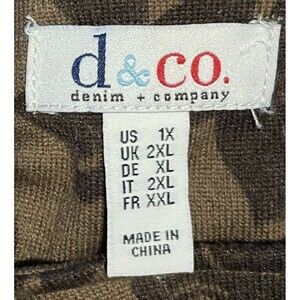 d&co.
denim + company
US 1X
UK 2XL
DE XL
IT 2XL
FR XXL
MADE IN
CHINA